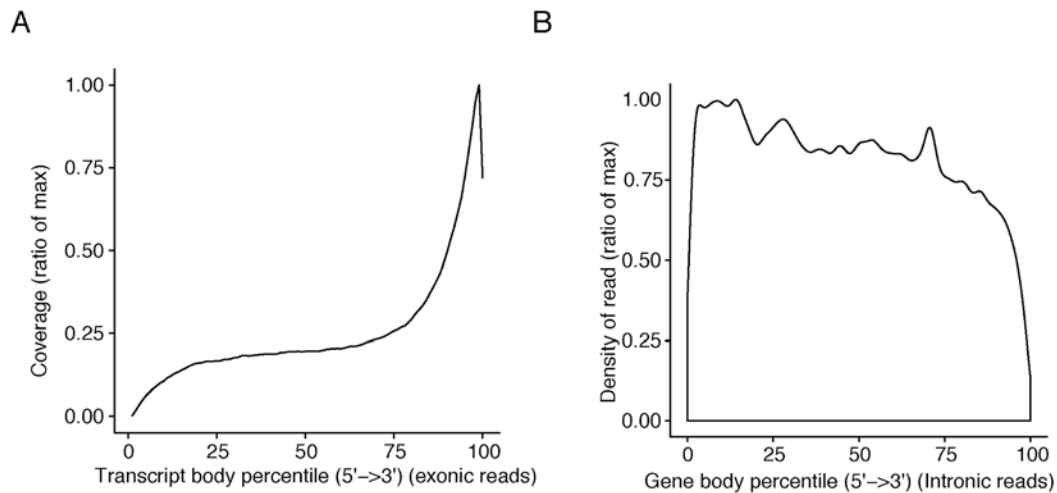 A
B
Coverage (ratio of max)
1.00
0.75
0.50
0.25
0.00
0 25 50 75 100
Transcript body percentile (5'->3') (exonic reads)
Density of read (ratio of max)
1.00
0.75
0.50
0.25
0.00
0 25 50 75 100
Gene body percentile (5'->3') (Intronic reads)